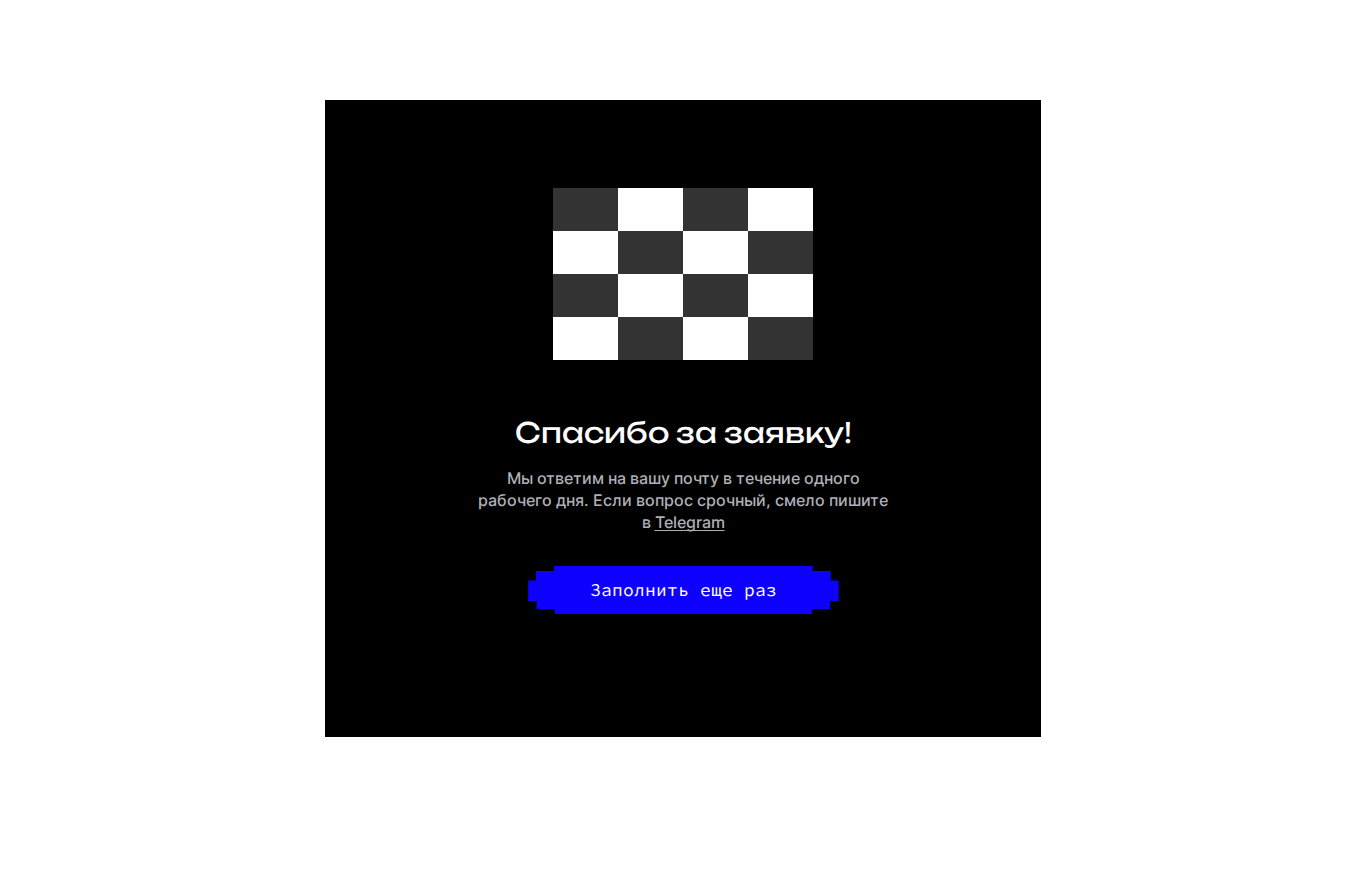 Спасибо за заявку!
Мы ответим на вашу почту в течение одного
рабочего дня. Если вопрос срочный, смело пишите
в Telegram
Заполнить еще раз